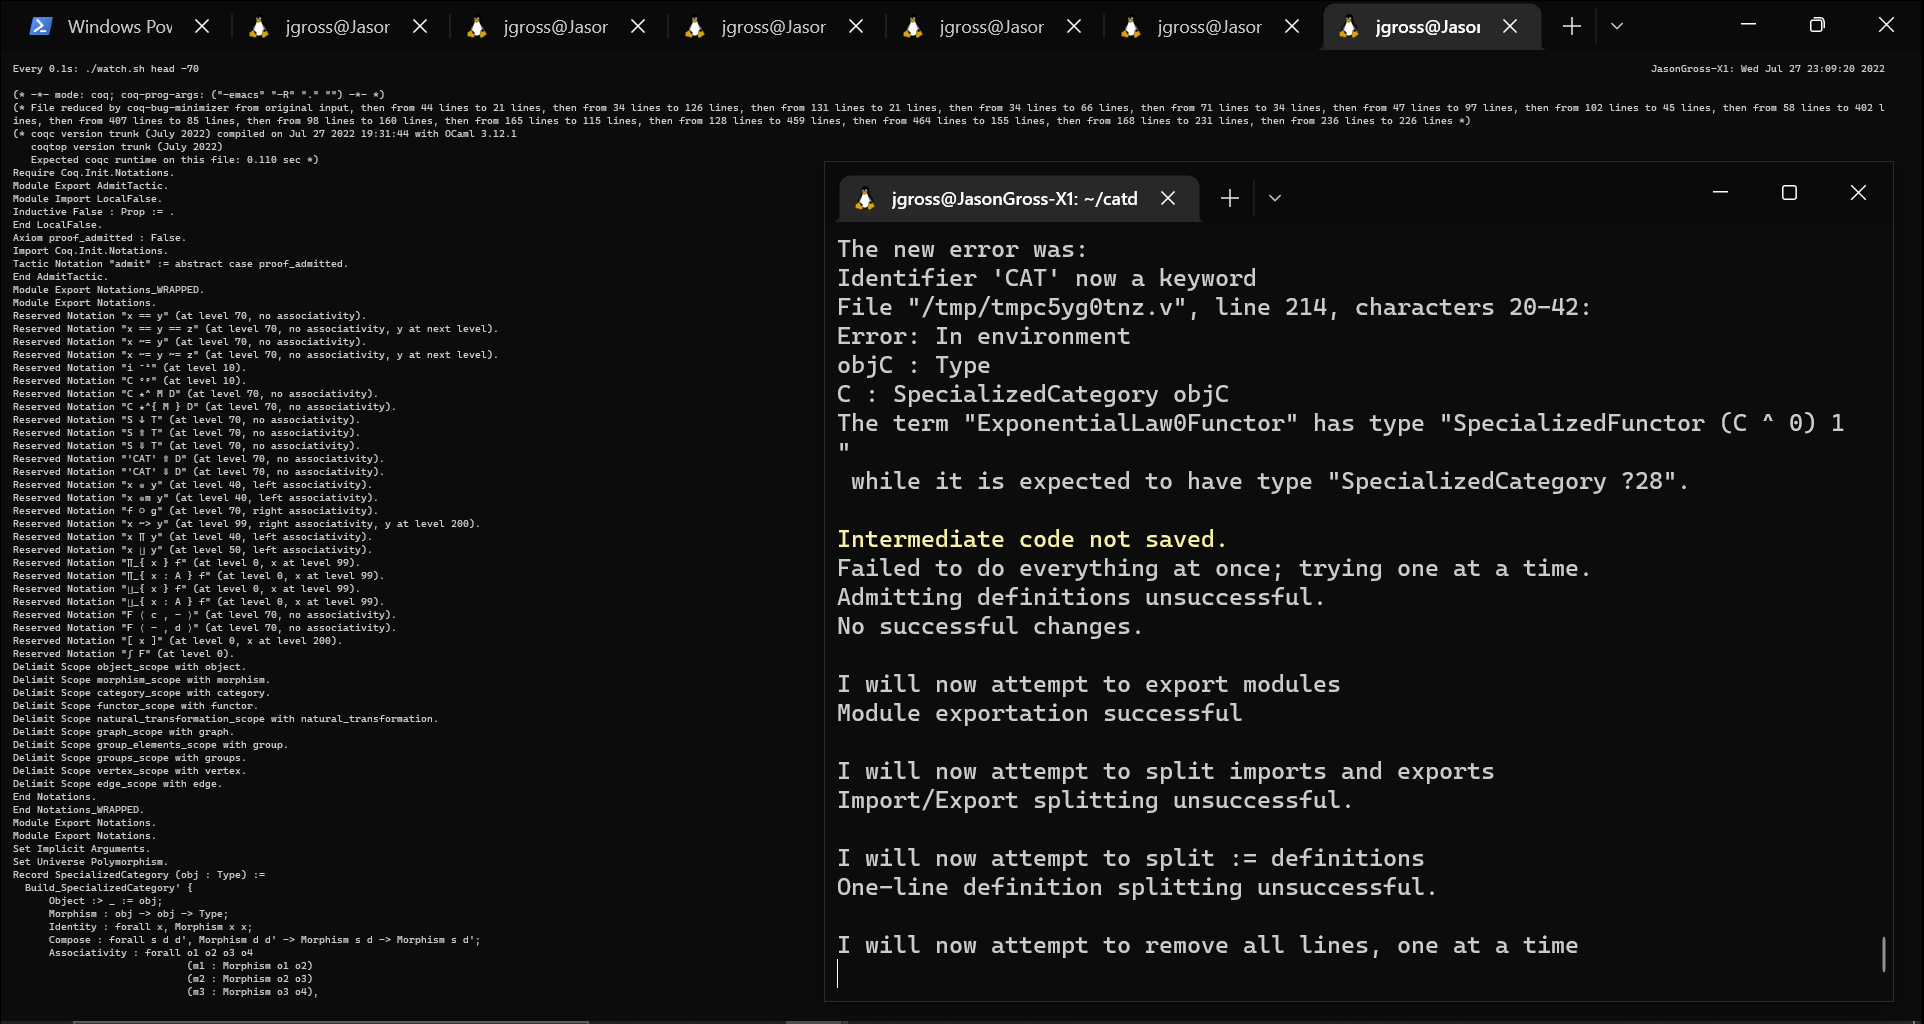 Windows Pow
jgross@Jasor
jgross@Jasor
jgross@Jasor
jgross@Jasor
jgross@Jasor
jgross@Jasor
Every 0.1s: ./watch.sh head -70
JasonGross-X1: Wed Jul 27 23:09:20 2022
(* -*- mode: coq; coq-prog-args: ("-emacs" "-R" "." "") -*- *)
(* File reduced by coq-bug-minimizer from original input, then from 44 lines to 21 lines, then from 34 lines to 126 lines, then from 131 lines to 21 lines, then from 34 lines to 66 lines, then from 71 lines to 34 lines, then from 47 lines to 97 lines, then from 102 lines to 45 lines, then from 58 lines to 402 l
ines, then from 407 lines to 85 lines, then from 98 lines to 160 lines, then from 165 lines to 115 lines, then from 128 lines to 459 lines, then from 464 lines to 155 lines, then from 168 lines to 231 lines, then from 236 lines to 226 lines *)
(* coqc version trunk (July 2022) compiled on Jul 27 2022 19:31:44 with OCaml 3.12.1
coqtop version trunk (July 2022)
Expected coqc runtime on this file: 0.110 sec *)
Require Coq.Init.Notations.
Module Export AdmitTactic.
Module Import LocalFalse.
Inductive False : Prop := .
End LocalFalse.
Axiom proof_admitted : False.
Import Coq.Init.Notations.
Tactic Notation "admit" := abstract case proof_admitted.
End AdmitTactic.
Module Export Notations_WRAPPED.
Module Export Notations.
Reserved Notation "x == y" (at level 70, no associativity).
Reserved Notation "x == y == z" (at level 70, no associativity, y at next level).
Reserved Notation "x ~= y" (at level 70, no associativity).
Reserved Notation "x ~= y ~= z" (at level 70, no associativity, y at next level).
Reserved Notation "i ⁻¹" (at level 10).
Reserved Notation "C ᵒᵖ" (at level 10).
Reserved Notation "C ★^ M D" (at level 70, no associativity).
Reserved Notation "C ★^{ M } D" (at level 70, no associativity).
Reserved Notation "S ↓ T" (at level 70, no associativity).
Reserved Notation "S ⇑ T" (at level 70, no associativity).
Reserved Notation "S ⇓ T" (at level 70, no associativity).
Reserved Notation "'CAT' ⇑ D" (at level 70, no associativity).
Reserved Notation "'CAT' ⇓ D" (at level 70, no associativity).
Reserved Notation "x ⊗ y" (at level 40, left associativity).
Reserved Notation "x ⊗m y" (at level 40, left associativity).
Reserved Notation "f ○ g" (at level 70, right associativity).
Reserved Notation "x ~> y" (at level 99, right associativity, y at level 200).
Reserved Notation "x ∏ y" (at level 40, left associativity).
Reserved Notation "x ∐ y" (at level 50, left associativity).
Reserved Notation "∏_{ x } f" (at level 0, x at level 99).
Reserved Notation "∏_{ x : A } f" (at level 0, x at level 99).
Reserved Notation "∐_{ x } f" (at level 0, x at level 99).
Reserved Notation "∐_{ x : A } f" (at level 0, x at level 99).
Reserved Notation "F ⟨ c , - ⟩" (at level 70, no associativity).
Reserved Notation "F ⟨ - , d ⟩" (at level 70, no associativity).
Reserved Notation "[ x ]" (at level 0, x at level 200).
Reserved Notation "∫ F" (at level 0).
Delimit Scope object_scope with object.
Delimit Scope morphism_scope with morphism.
Delimit Scope category_scope with category.
Delimit Scope functor_scope with functor.
Delimit Scope natural_transformation_scope with natural_transformation.
Delimit Scope graph_scope with graph.
Delimit Scope group_elements_scope with group.
Delimit Scope groups_scope with groups.
Delimit Scope vertex_scope with vertex.
Delimit Scope edge_scope with edge.
End Notations.
End Notations_WRAPPED.
Module Export Notations.
Module Export Notations.
Set Implicit Arguments.
Set Universe Polymorphism.
Record SpecializedCategory (obj : Type) :=
Build_SpecializedCategory' {
Object :> _ := obj;
Morphism : obj -> obj -> Type;
Identity : forall x, Morphism x x;
Compose : forall s d d', Morphism d d' -> Morphism s d -> Morphism s d';
Associativity : forall o1 o2 o3 o4
(m1 : Morphism o1 o2)
(m2 : Morphism o2 o3)
(m3 : Morphism o3 o4),
jgross@JasonGross-X1: ~/catd
The new error was:
Identifier 'CAT' now a keyword
File "/tmp/tmpc5yg0tnz.v", line 214, characters 20-42:
Error: In environment
objC : Type
C : SpecializedCategory objC
The term "ExponentialLaw0Functor" has type "SpecializedFunctor (C ^ 0) 1
"
while it is expected to have type "SpecializedCategory ?28".
Intermediate code not saved.
Failed to do everything at once; trying one at a time.
Admitting definitions unsuccessful.
No successful changes.
I will now attempt to export modules
Module exportation successful
I will now attempt to split imports and exports
Import/Export splitting unsuccessful.
I will now attempt to split := definitions
One-line definition splitting unsuccessful.
I will now attempt to remove all lines, one at a time